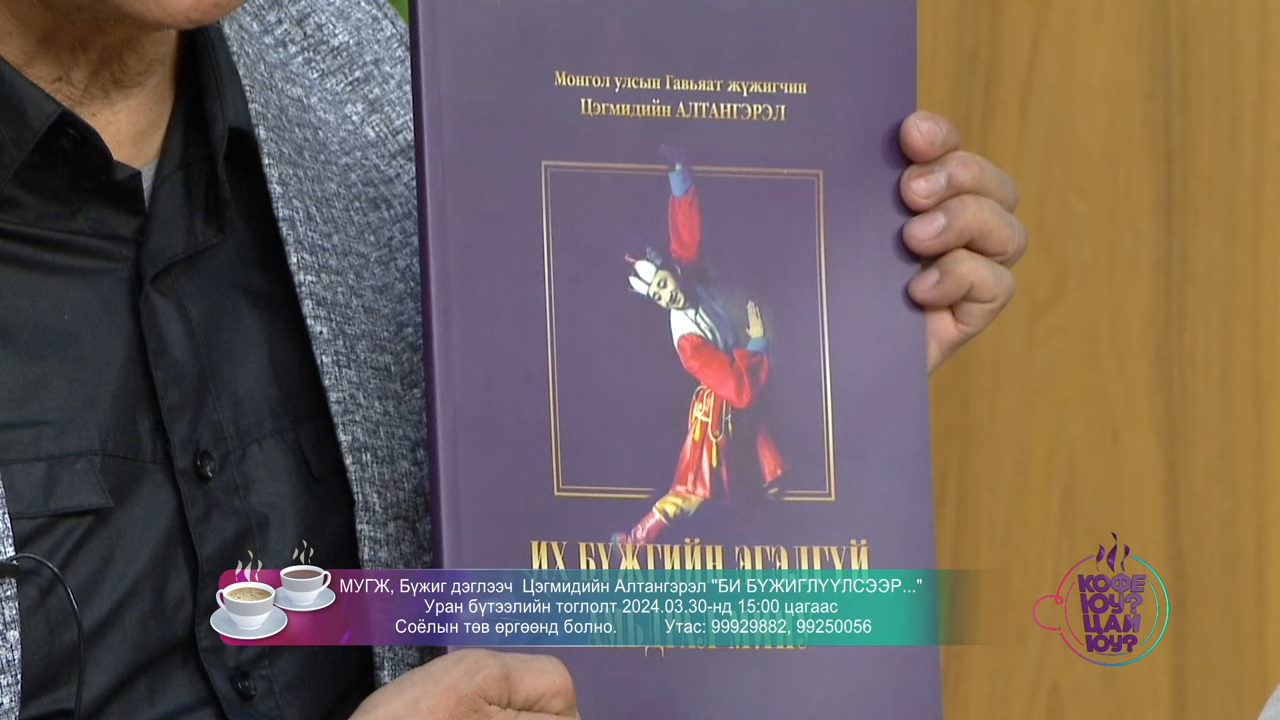 Монгол улсын Гавьяат жүжигчин
Цэгмидийн АЛТАНГЭРЭЛ
ИХ БҮЖГИЙН ЭГЭЛГҮЙ
МУГЖ, Бүжиг дэглээч Цэгмидийн Алтангэрэл "БИ БҮЖИГЛҮҮЛСЭЭР..."
Уран бүтээлийн тоглолт 2024.03.30-нд 15:00 цагаас
Соёлын төв өргөөнд болно. Утас: 99929882, 99250056
КОФЕ
ЮУ?
ЦАЙ
ЮУ?